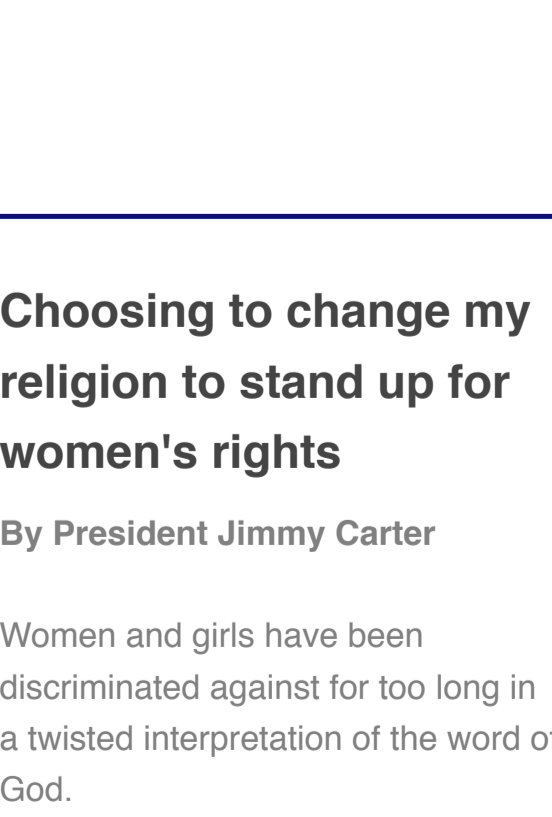 Choosing to change my
religion to stand up for
women's rights
By President Jimmy Carter
Women and girls have been
discriminated against for too long in
a twisted interpretation of the word of
God.